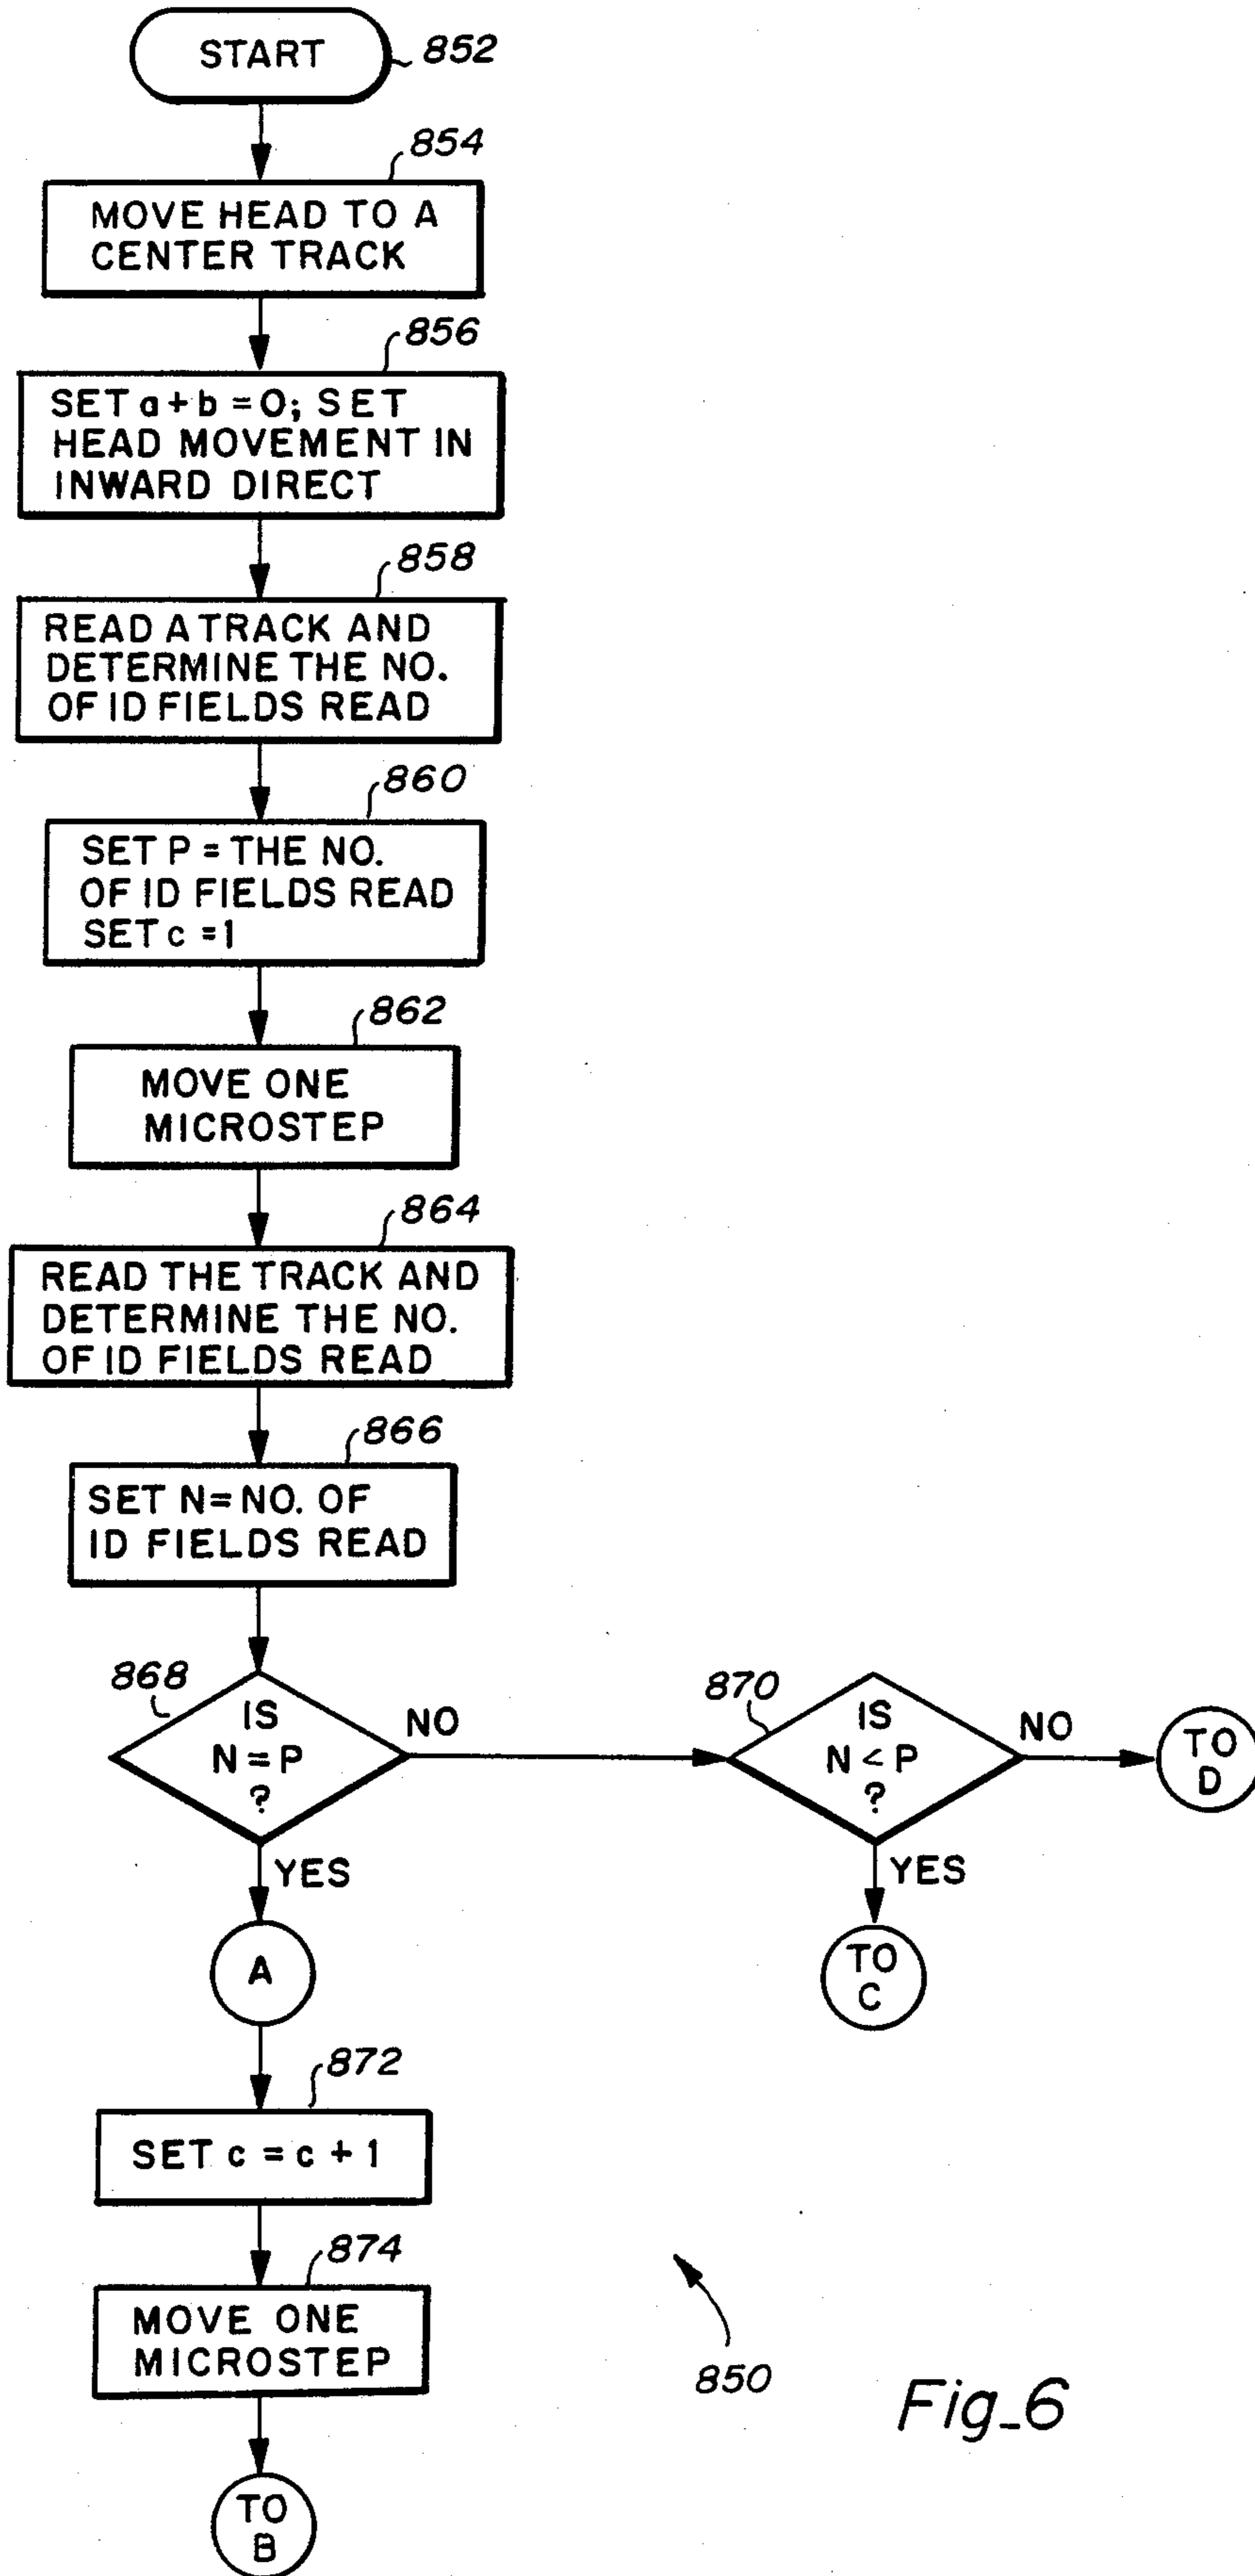 START
852
854
MOVE HEAD TO A
CENTER TRACK
856
SET a + b = 0; SET
HEAD MOVEMENT IN
INWARD DIRECT
858
READ A TRACK AND
DETERMINE THE NO.
OF ID FIELDS READ
860
SET P = THE NO.
OF ID FIELDS READ
SET c = 1
862
MOVE ONE
MICROSTEP
864
READ THE TRACK AND
DETERMINE THE NO.
OF ID FIELDS READ
866
SET N = NO. OF
ID FIELDS READ
868
IS
N = P
?
NO
YES
870
IS
N < P
?
NO
TO
D
YES
TO
C
A
872
SET c = c + 1
874
MOVE ONE
MICROSTEP
TO
B
850
Fig_6